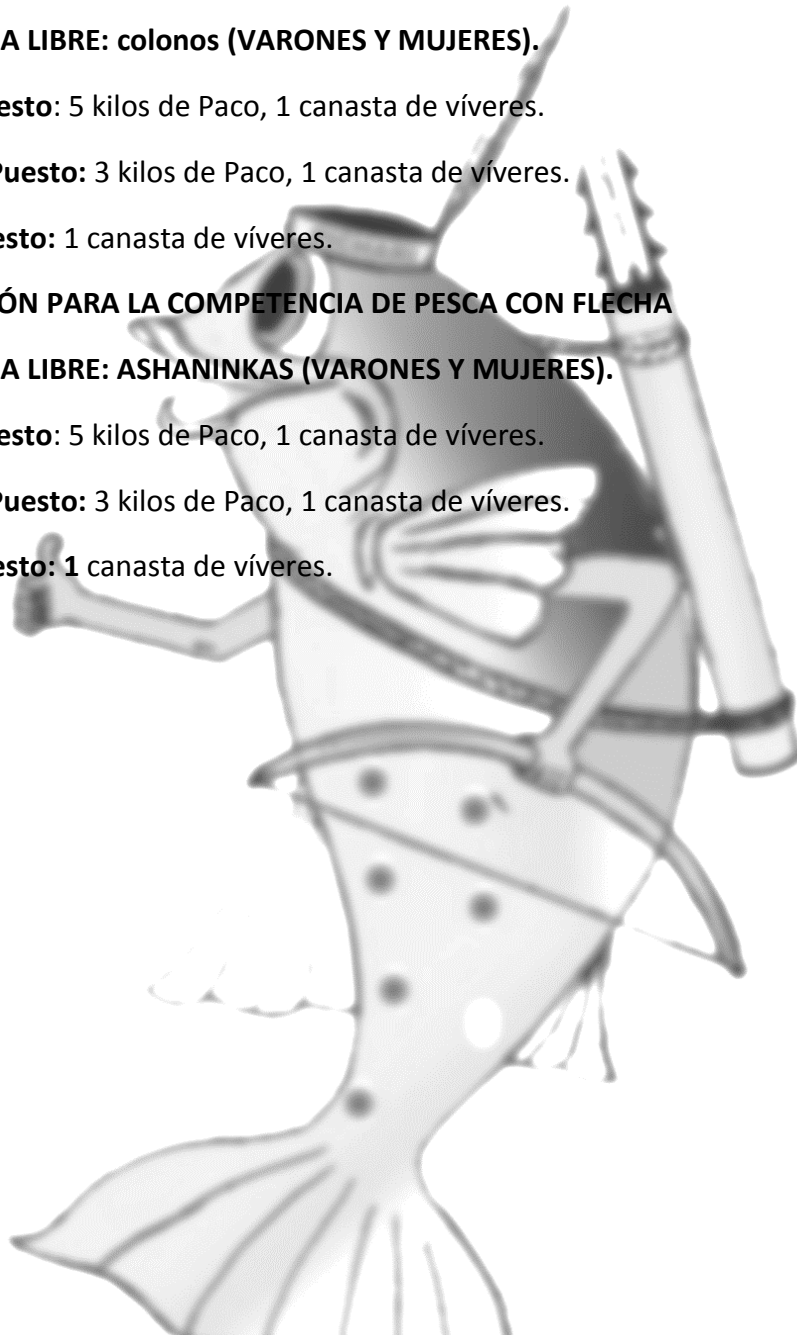 A LIBRE: colonos (VARONES Y MUJERES).
esto: 5 kilos de Paco, 1 canasta de víveres.
Puesto: 3 kilos de Paco, 1 canasta de víveres.
esto: 1 canasta de víveres.
ÓN PARA LA COMPETENCIA DE PESCA CON FLECHA
A LIBRE: ASHANINKAS (VARONES Y MUJERES).
esto: 5 kilos de Paco, 1 canasta de víveres.
Puesto: 3 kilos de Paco, 1 canasta de víveres.
esto: 1 canasta de víveres.